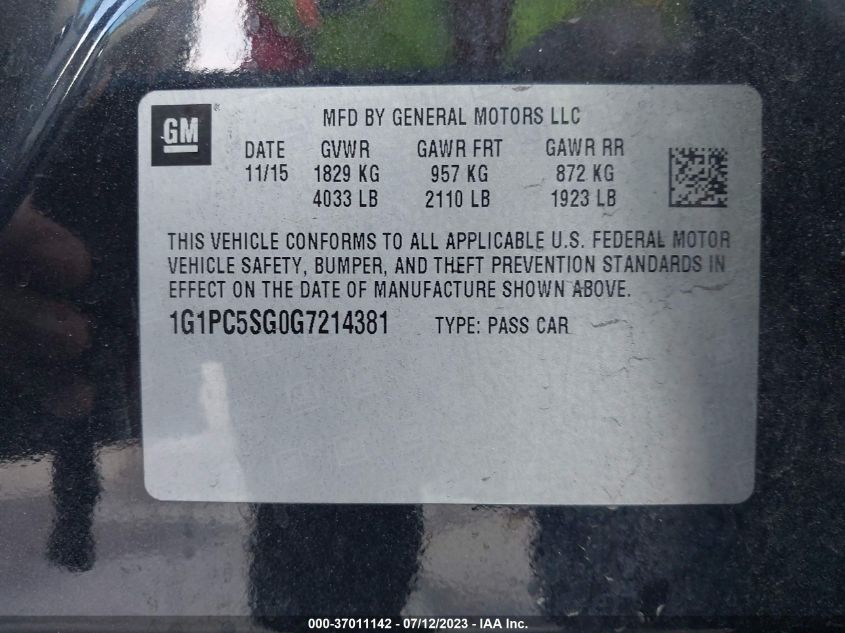 GM ®
MFD BY GENERAL MOTORS LLC
DATE GVWR GAWR FRT GAWR RR
11/15 1829 KG 957 KG 872 KG
4033 LB 2110 LB 1923 LB
THIS VEHICLE CONFORMS TO ALL APPLICABLE U.S. FEDERAL MOTOR
VEHICLE SAFETY, BUMPER, AND THEFT PREVENTION STANDARDS IN
EFFECT ON THE DATE OF MANUFACTURE SHOWN ABOVE.
1G1PC5SG0G7214381 TYPE: PASS CAR
000-37011142 - 07/12/2023 - IAA Inc.